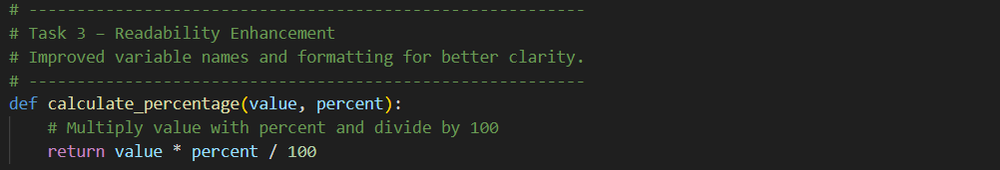 # ----------------------------------------------------------
# Task 3 – Readability Enhancement
# Improved variable names and formatting for better clarity.
# ----------------------------------------------------------
def calculate_percentage(value, percent):
    # Multiply value with percent and divide by 100
    return value * percent / 100